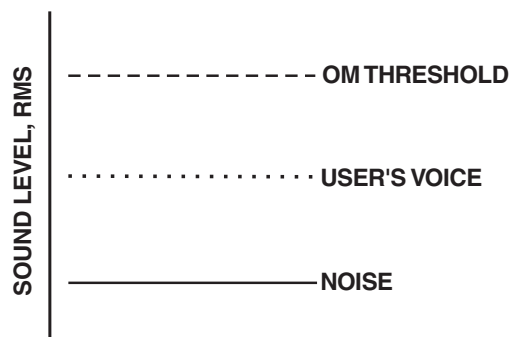 SOUND LEVEL, RMS
OM THRESHOLD
USER'S VOICE
NOISE